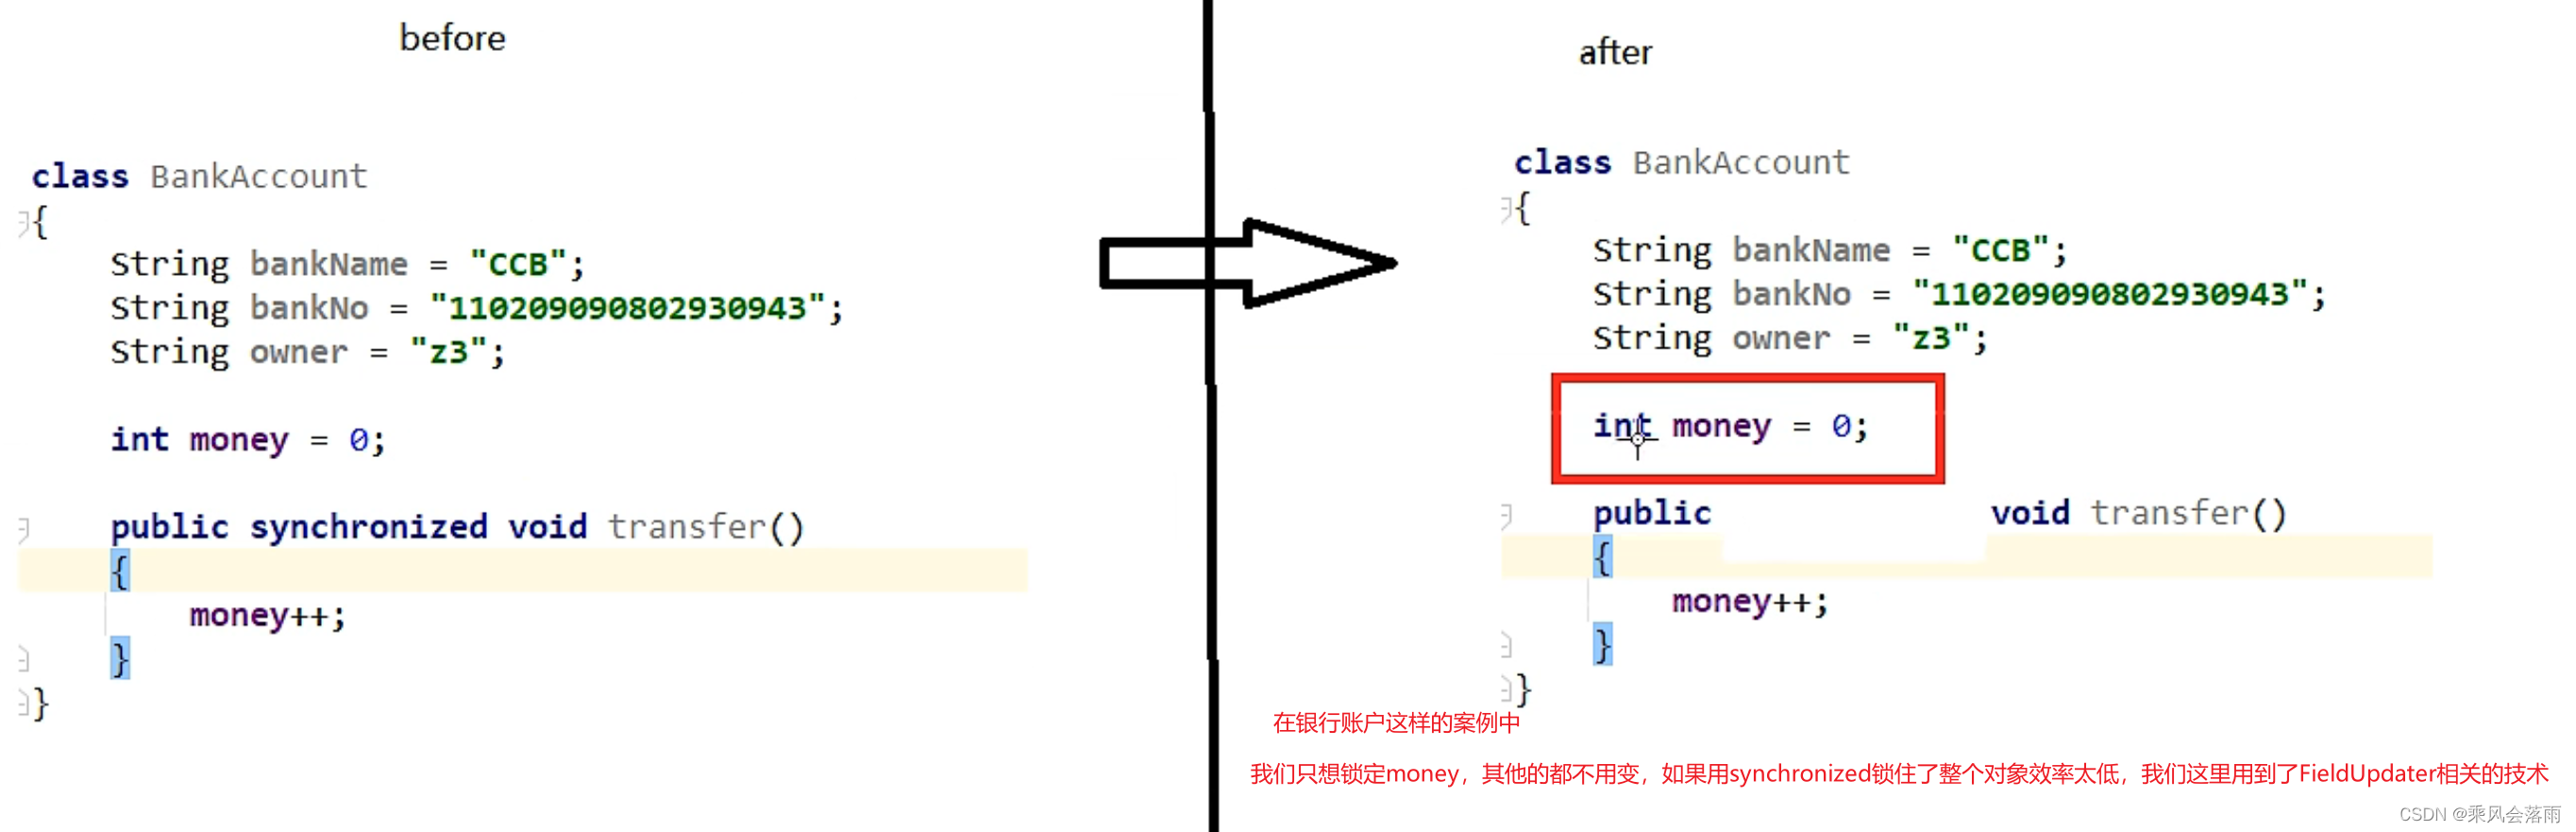 before
class BankAccount
{
String bankName = "CCB";
String bankNo = "110209090802930943";
String owner = "z3";
int money = 0;
public synchronized void transfer()
{
money++;
}
}
after
class BankAccount
{
String bankName = "CCB";
String bankNo = "110209090802930943";
String owner = "z3";
int money = 0;
public void transfer()
{
money++;
}
}
在银行账户这样的案例中
我们只想锁定money，其他的都不用变，如果用synchronized锁住了整个对象效率太低，我们这里用到了FieldUpdater相关的技术
CSDN @乘风会落雨